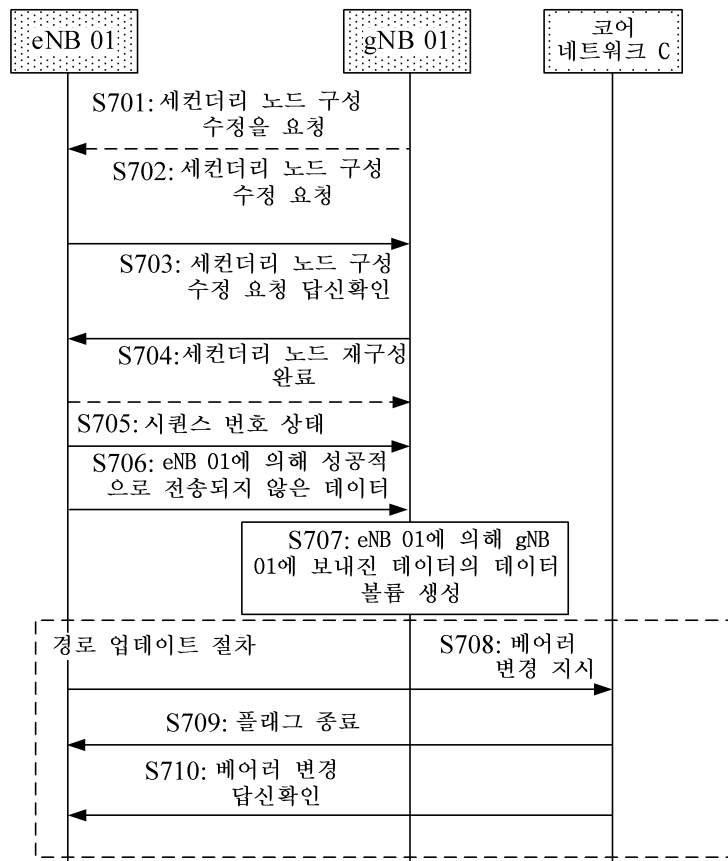 eNB 01
gNB 01
코어
네트워크 C
S701: 세컨더리 노드 구성
수정을 요청
S702: 세컨더리 노드 구성
수정 요청
S703: 세컨더리 노드 구성
수정 요청 답신확인
S704:세컨더리 노드 재구성
완료
S705: 시퀀스 번호 상태
S706: eNB 01에 의해 성공적
으로 전송되지 않은 데이터
S707: eNB 01에 의해 gNB
01에 보내진 데이터의 데이터
볼륨 생성
경로 업데이트 절차
S708: 베어러
변경 지시
S709: 플래그 종료
S710: 베어러 변경
답신확인